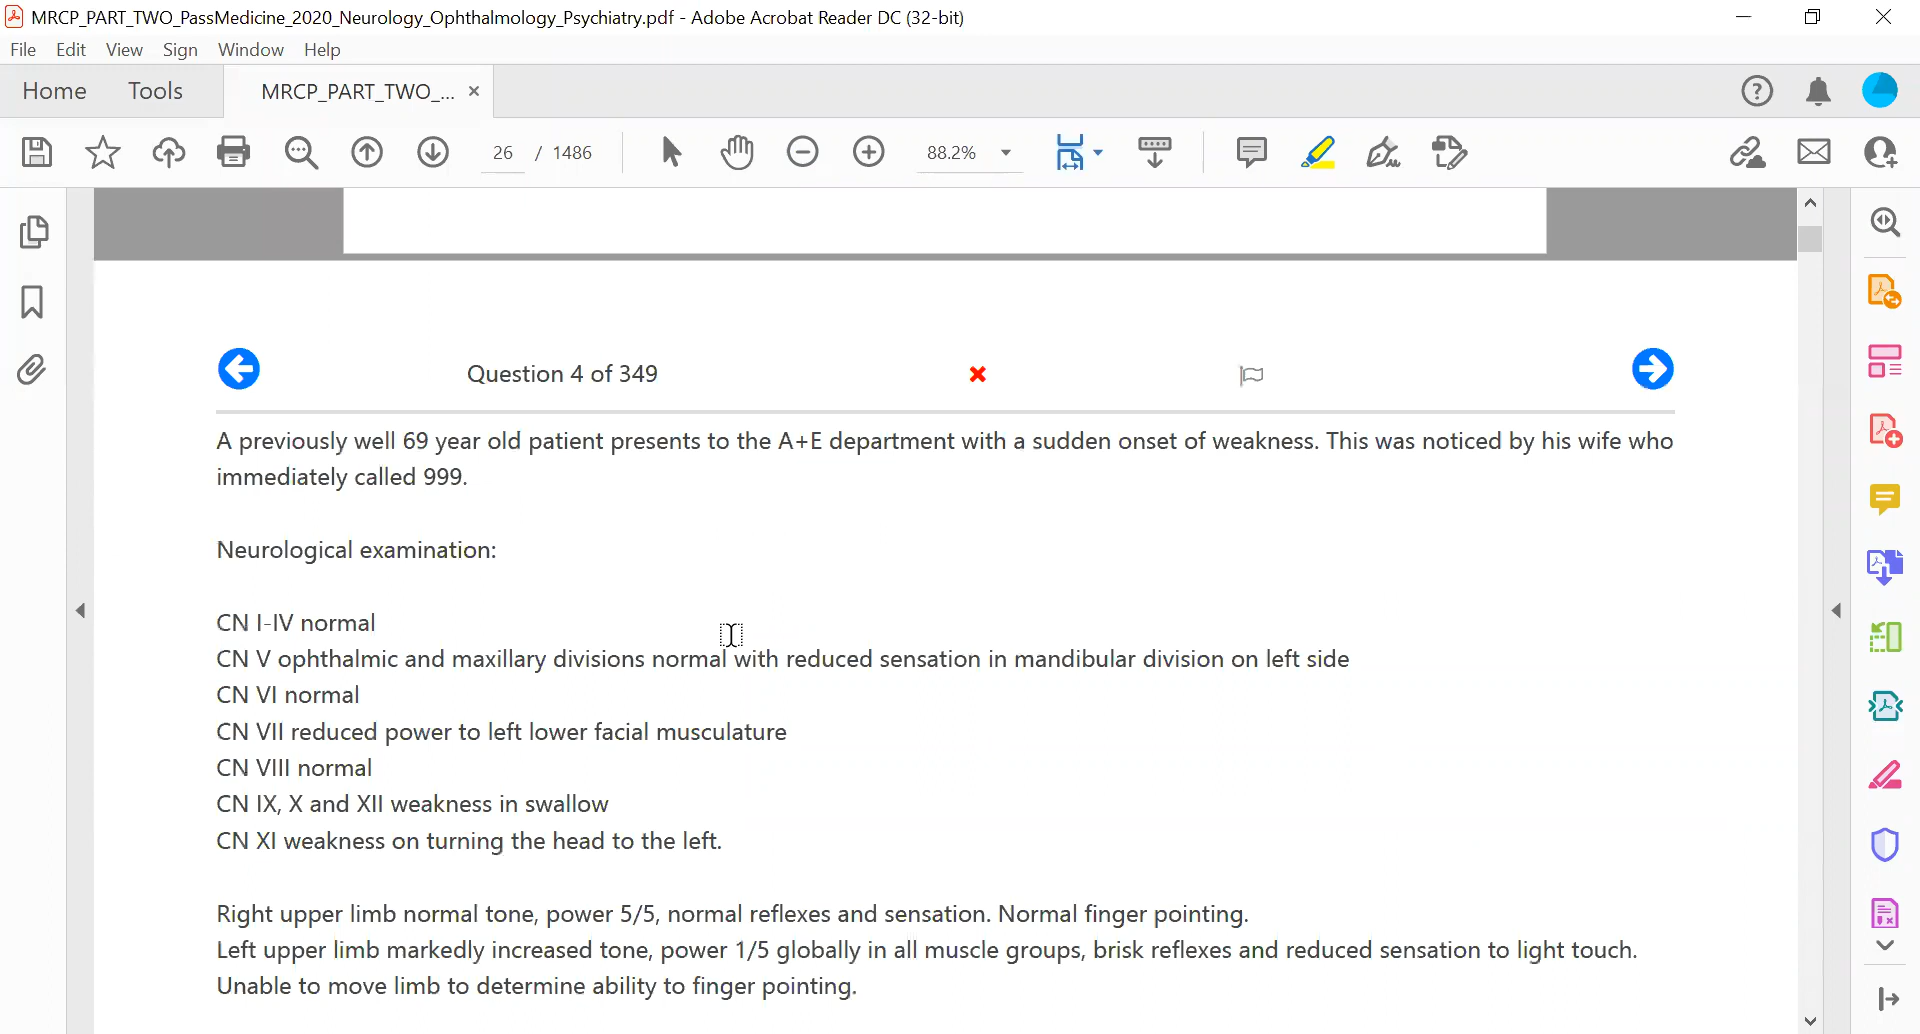 MRCP_PART_TWO_PassMedicine_2020_Neurology_Ophthalmology_Psychiatry.pdf - Adobe Acrobat Reader DC (32-bit)
File Edit View Sign Window Help
Home Tools MRCP_PART_TWO_... ×
26 / 1486 88.2%
Question 4 of 349
A previously well 69 year old patient presents to the A+E department with a sudden onset of weakness. This was noticed by his wife who
immediately called 999.
Neurological examination:
CN I-IV normal
CN V ophthalmic and maxillary divisions normal with reduced sensation in mandibular division on left side
CN VI normal
CN VII reduced power to left lower facial musculature
CN VIII normal
CN IX, X and XII weakness in swallow
CN XI weakness on turning the head to the left.
Right upper limb normal tone, power 5/5, normal reflexes and sensation. Normal finger pointing.
Left upper limb markedly increased tone, power 1/5 globally in all muscle groups, brisk reflexes and reduced sensation to light touch.
Unable to move limb to determine ability to finger pointing.